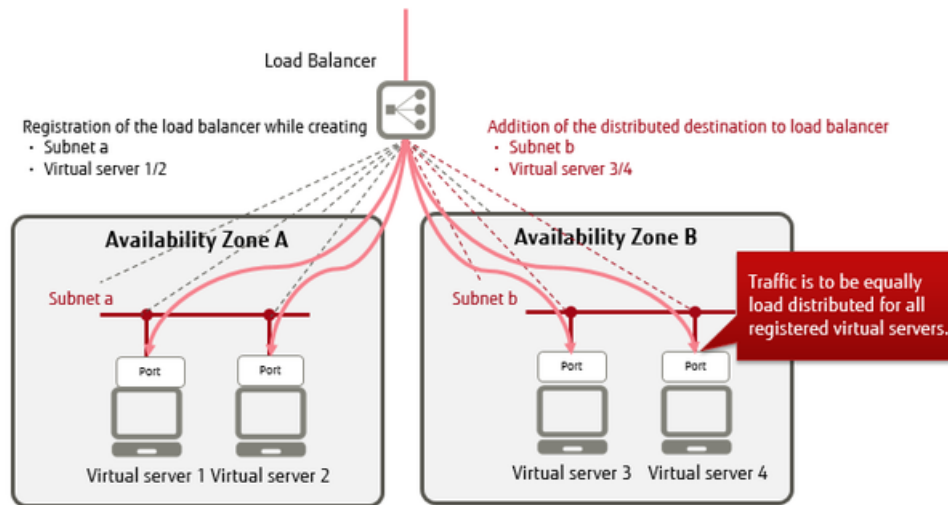 Load Balancer
Registration of the load balancer while creating
・ Subnet a
・ Virtual server 1/2
Addition of the distributed destination to load balancer
・ Subnet b
・ Virtual server 3/4
Availability Zone A
Subnet a
Port
Port
Virtual server 1
Virtual server 2
Availability Zone B
Subnet b
Traffic is to be equally
load distributed for all
registered virtual servers.
Port
Port
Virtual server 3
Virtual server 4